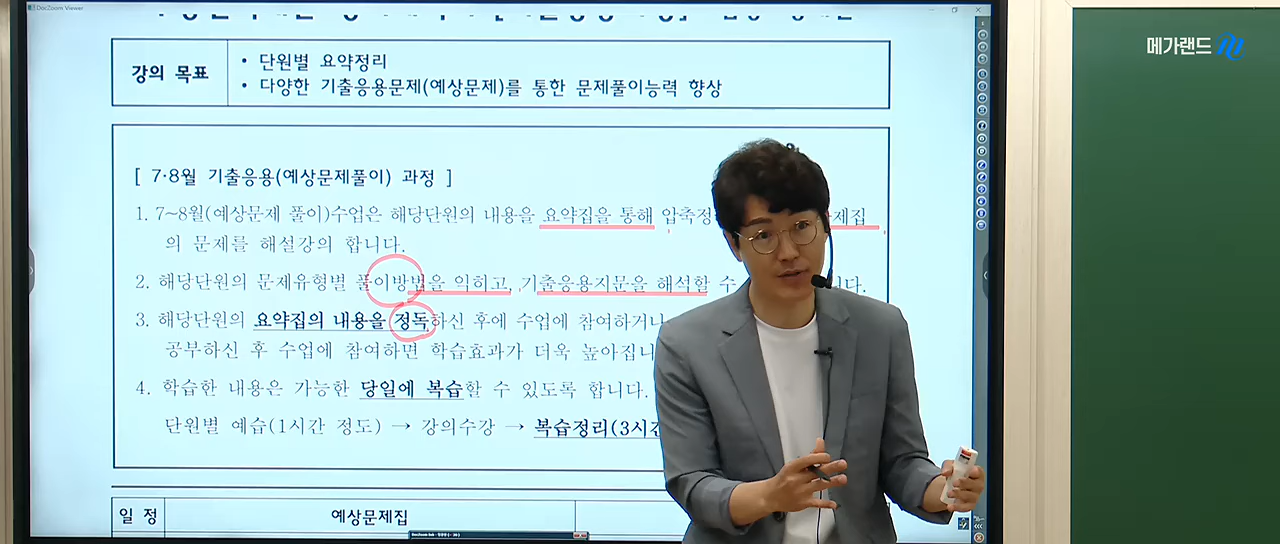 DocZoom Viewer
메가랜드
강의 목표
• 단원별 요약정리
• 다양한 기출응용문제(예상문제)를 통한 문제풀이능력 향상
[ 7·8월 기출응용(예상문제풀이) 과정 ]
1. 7~8월(예상문제 풀이)수업은 해당단원의 내용을 요약집을 통해 압축정
의 문제를 해설강의 합니다.
2. 해당단원의 문제유형별 풀이방법을 익히고, 기출응용지문을 해석할 수
3. 해당단원의 요약집의 내용을 정독하신 후에 수업에 참여하거나
공부하신 후 수업에 참여하면 학습효과가 더욱 높아집니
4. 학습한 내용은 가능한 당일에 복습할 수 있도록 합니다.
단원별 예습(1시간 정도) → 강의수강 → 복습정리(3시간
일 정 예상문제집